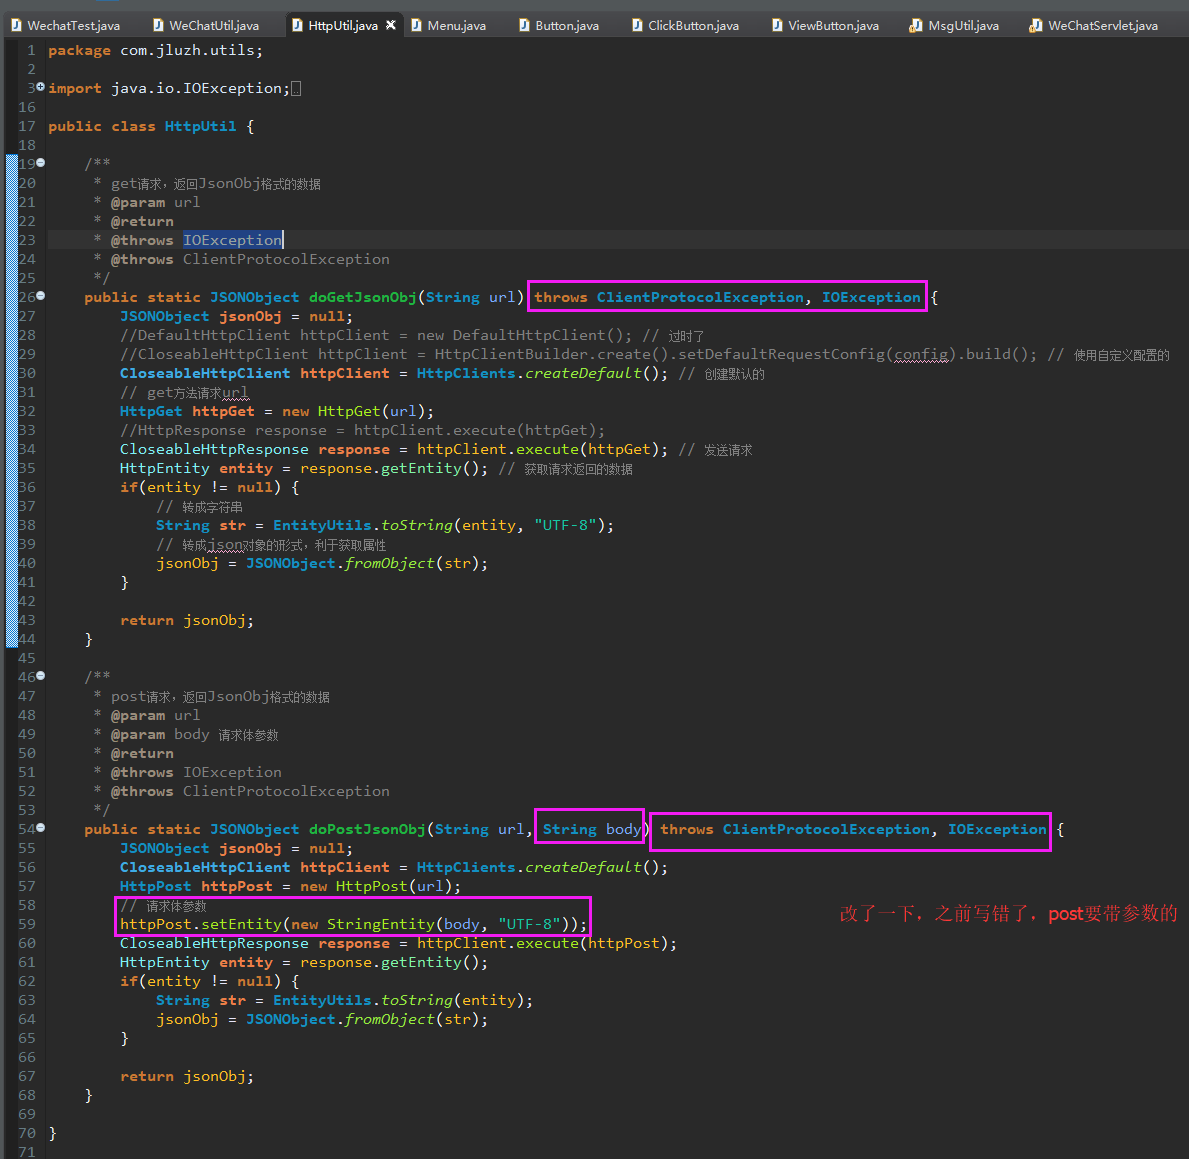 WechatTest.java WeChatUtil.java HttpUtil.java Menu.java Button.java ClickButton.java ViewButton.java MsgUtil.java WeChatServlet.java
1 package com.jluzh.utils;
2
3 import java.io.IOException;
16
17 public class HttpUtil {
18
19 /**
20 * get请求，返回JsonObj格式的数据
21 * @param url
22 * @return
23 * @throws IOException
24 * @throws ClientProtocolException
25 */
26 public static JSONObject doGetJsonObj(String url) throws ClientProtocolException, IOException {
27 JSONObject jsonObj = null;
28 //DefaultHttpClient httpClient = new DefaultHttpClient(); // 过时了
29 //CloseableHttpClient httpClient = HttpClientBuilder.create().setDefaultRequestConfig(config).build(); // 使用自定义配置的
30 CloseableHttpClient httpClient = HttpClients.createDefault(); // 创建默认的
31 // get方法请求url
32 HttpGet httpGet = new HttpGet(url);
33 //HttpResponse response = httpClient.execute(httpGet);
34 CloseableHttpResponse response = httpClient.execute(httpGet); // 发送请求
35 HttpEntity entity = response.getEntity(); // 获取请求返回的数据
36 if(entity != null) {
37 // 转成字符串
38 String str = EntityUtils.toString(entity, "UTF-8");
39 // 转成json对象的形式，利于获取属性
40 jsonObj = JSONObject.fromObject(str);
41 }
42
43 return jsonObj;
44 }
45
46 /**
47 * post请求，返回JsonObj格式的数据
48 * @param url
49 * @param body 请求体参数
50 * @return
51 * @throws IOException
52 * @throws ClientProtocolException
53 */
54 public static JSONObject doPostJsonObj(String url, String body) throws ClientProtocolException, IOException {
55 JSONObject jsonObj = null;
56 CloseableHttpClient httpClient = HttpClients.createDefault();
57 HttpPost httpPost = new HttpPost(url);
58 // 请求体参数
59 httpPost.setEntity(new StringEntity(body, "UTF-8"));
改了一下，之前写错了，post要带参数的
60 CloseableHttpResponse response = httpClient.execute(httpPost);
61 HttpEntity entity = response.getEntity();
62 if(entity != null) {
63 String str = EntityUtils.toString(entity);
64 jsonObj = JSONObject.fromObject(str);
65 }
66
67 return jsonObj;
68 }
69
70 }
71